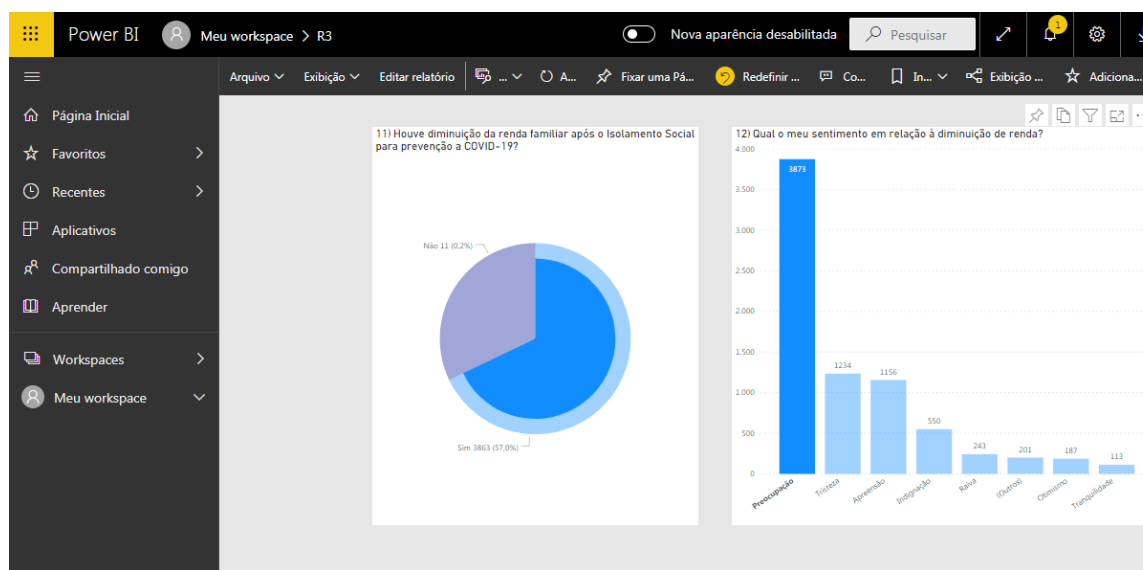 Power BI
Meu workspace > R3
Nova aparência desabilitada
Pesquisar
1
Arquivo
Exibição
Editar relatório
...
A...
Fixar uma Pá...
Redefinir ...
Co...
In...
Exibição ...
Adiciona...
Página Inicial
Favoritos
Recentes
Aplicativos
Compartilhado comigo
Aprender
Workspaces
Meu workspace
11) Houve diminuição da renda familiar após o Isolamento Social
para prevenção a COVID-19?
Não 11 (0,2%)
Sim 3863 (57,0%)
12) Qual o meu sentimento em relação à diminuição de renda?
4.000
3.500
3.000
2.500
2.000
1.500
1.000
500
0
3873
1234
1156
550
243
201
187
113
Preocupação
Tristeza
Apreensão
Indignação
Raiva
(Outros)
Otimismo
Tranquilidade